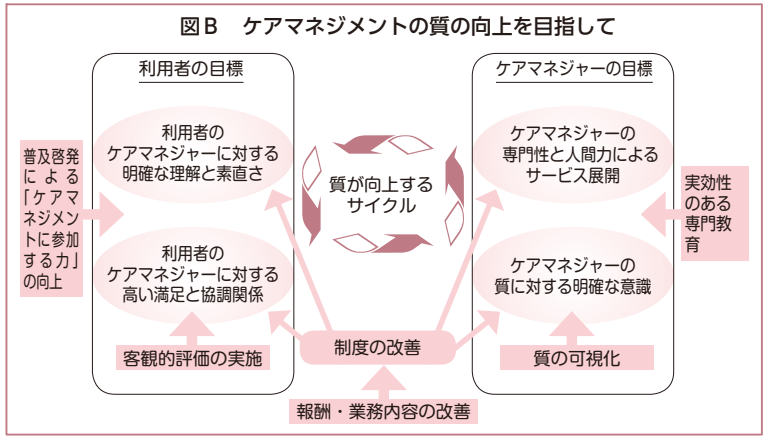 図B　ケアマネジメントの質の向上を目指して
利用者の目標
ケアマネジャーの目標
普及啓発
による
「ケアマ
ネジメン
トに参加
する力」
の向上
利用者の
ケアマネジャーに対する
明確な理解と素直さ
利用者の
ケアマネジャーに対する
高い満足と協調関係
客観的評価の実施
質が向上する
サイクル
制度の改善
報酬・業務内容の改善
ケアマネジャーの
専門性と人間力による
サービス展開
ケアマネジャーの
質に対する明確な意識
質の可視化
実効性
のある
専門教
育